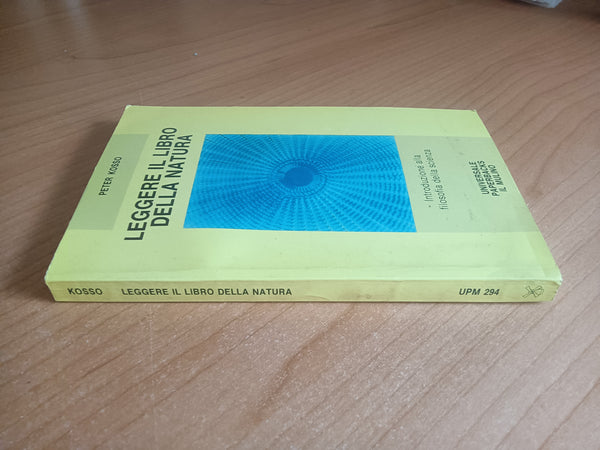 PETER KOSSO
LEGGERE IL LIBRO
DELLA NATURA
• Introduzione alla
filosofia della scienza
UNIVERSALE
PAPERBACKS
IL MULINO
KOSSO LEGGERE IL LIBRO DELLA NATURA UPM 294